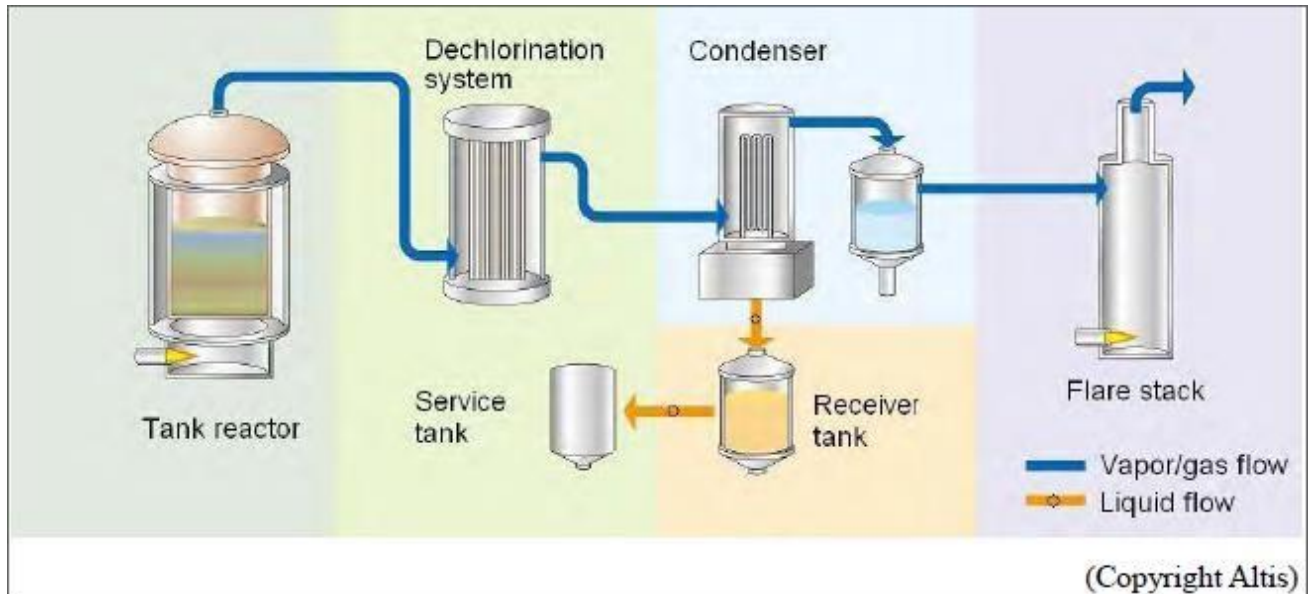 Dechlorination
system
Condenser
Tank reactor
Service
tank
Receiver
tank
Flare stack
Vapor/gas flow
Liquid flow
(Copyright Altis)